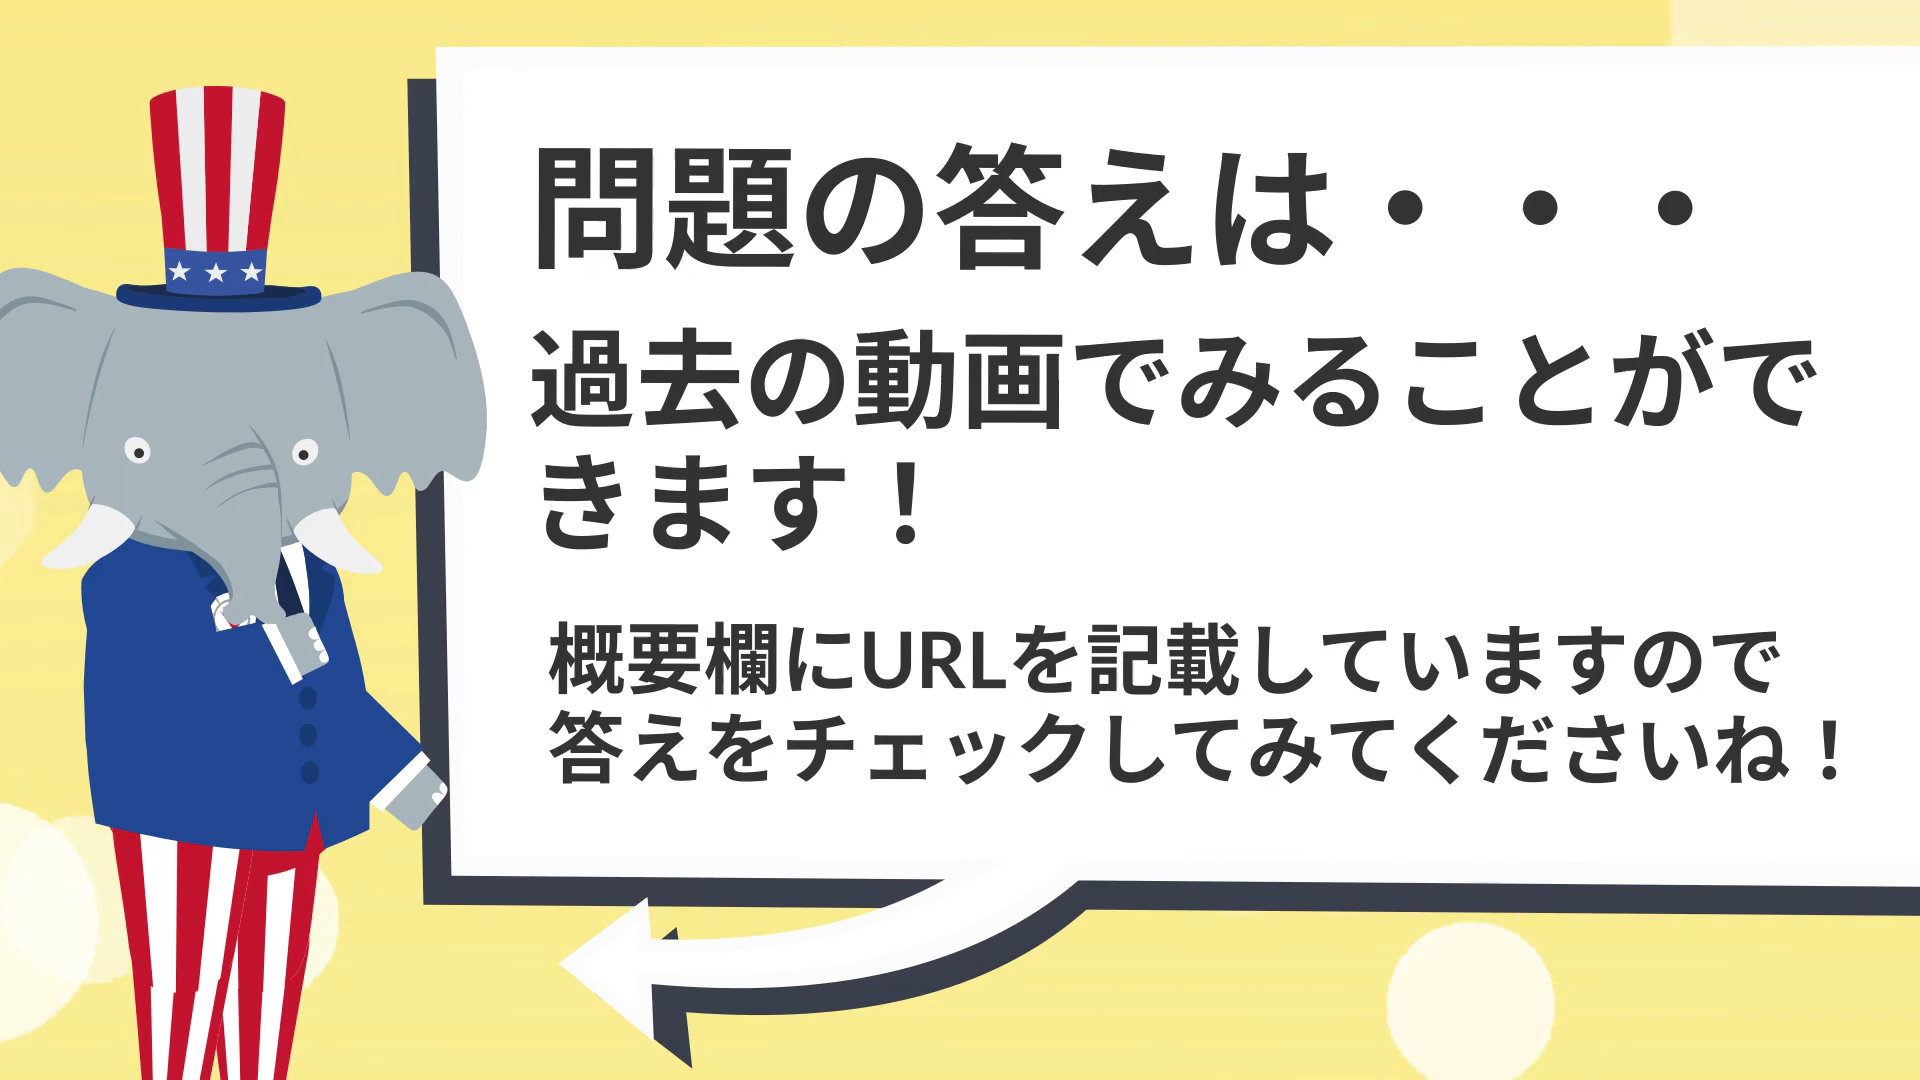 問題の答えは・・・
過去の動画でみることがで
きます！
概要欄にURLを記載していますので
答えをチェックしてみてくださいね！